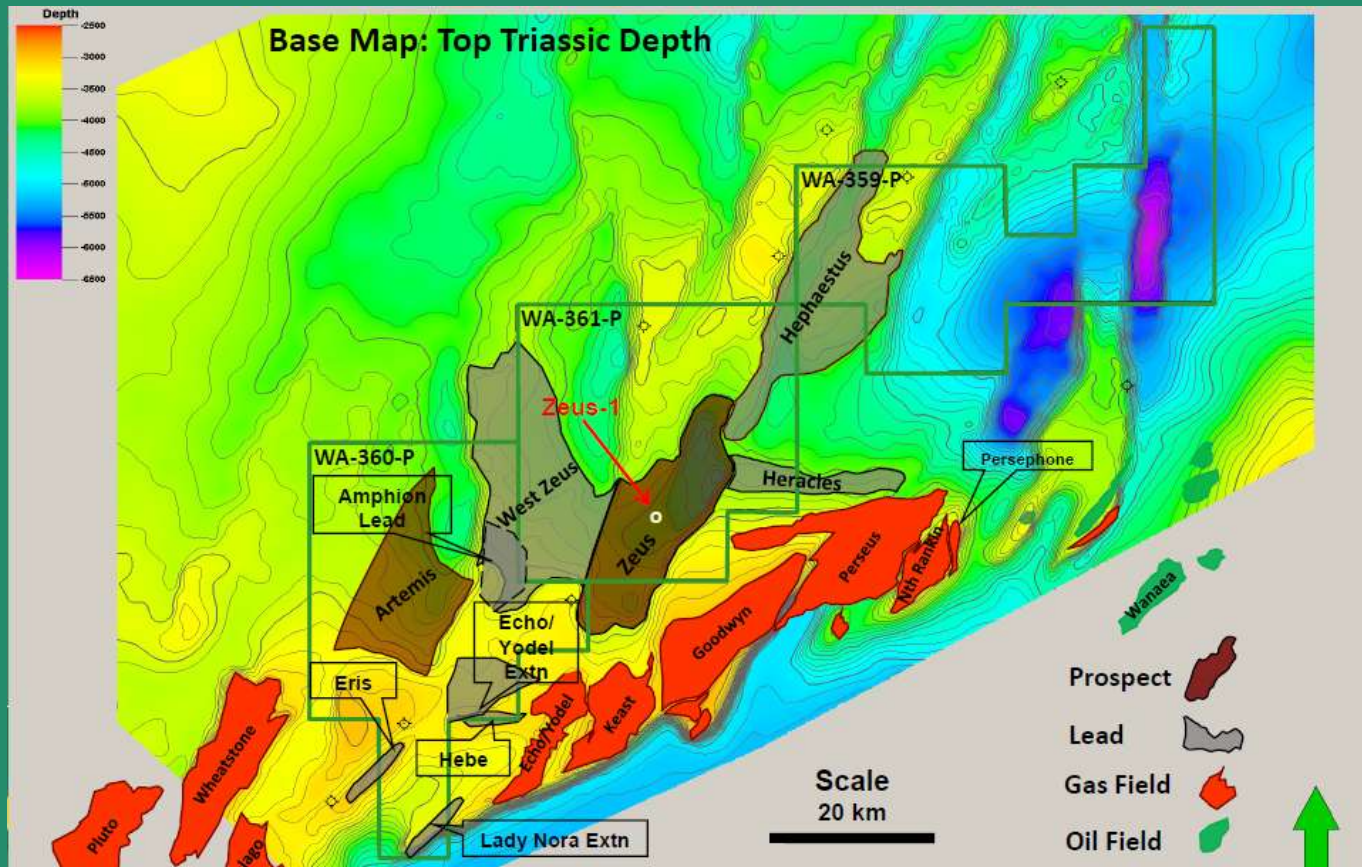 Depth
-2500
-3000
-3500
-4000
-4500
-5000
-5500
-6000
-6500
Base Map: Top Triassic Depth
WA-359-P
Hephaestus
WA-361-P
Zeus-1
West Zeus
WA-360-P
Amphion
Lead
Artemis
Zeus
Heracles
Persephone
Perseus
Nth Rankin
Goodwyn
Wanaea
Echo/
Yodel
Extn
Eris
Hebe
Echo/Yodel
Keast
Wheatstone
Pluto
Iago
Lady Nora Extn
Scale
20 km
Prospect
Lead
Gas Field
Oil Field